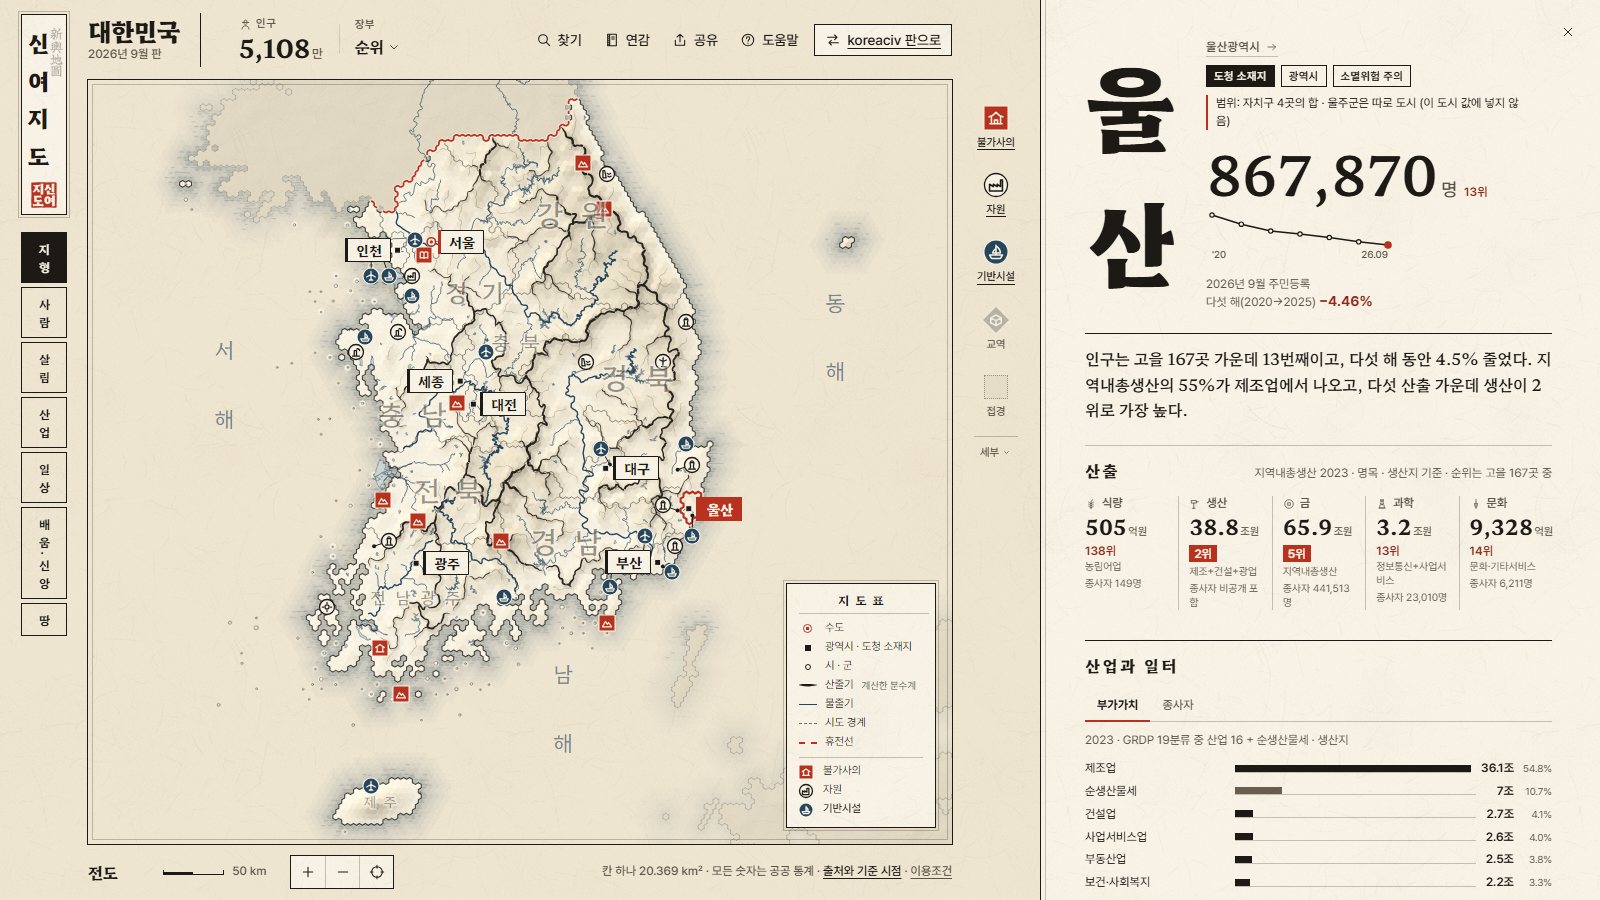 신여지도
新興地圖
지신
도여
지형
사람
살림
산업
일상
배움·신앙
땅
대한민국
2026년 9월 판
인구
5,108만
장부
순위
찾기
연감
공유
도움말
koreaciv 판으로
강원
인천
서울
경기
충북
세종
대전
충남
경북
대구
전북
울산
경남
광주
부산
전남광주
제주
서해
동해
남해
불가사의
자원
기반시설
교역
접경
세부
지도표
수도
광역시 · 도청 소재지
시 · 군
산줄기 계산한 분수계
물줄기
시도 경계
휴전선
불가사의
자원
기반시설
전도
50 km
칸 하나 20.369 km² · 모든 숫자는 공공 통계 · 출처와 기준 시점 · 이용조건
울산
울산광역시 →
도청 소재지
광역시
소멸위험 주의
범위: 자치구 4곳의 합 · 울주군은 따로 도시 (이 도시 값에 넣지 않
음)
867,870명 13위
'20
26.09
2026년 9월 주민등록
다섯 해(2020→2025) −4.46%
인구는 고을 167곳 가운데 13번째이고, 다섯 해 동안 4.5% 줄었다. 지
역내총생산의 55%가 제조업에서 나오고, 다섯 산출 가운데 생산이 2
위로 가장 높다.
산출
지역내총생산 2023 · 명목 · 생산지 기준 · 순위는 고을 167곳 중
식량
505억원
138위
농림어업
종사자 149명
생산
38.8조원
2위
제조+건설+광업
종사자 비공개 포
함
금
65.9조원
5위
지역내총생산
종사자 441,513
명
과학
3.2조원
13위
정보통신+사업서
비스
종사자 23,010명
문화
9,328억원
14위
문화·기타서비스
종사자 6,211명
산업과 일터
부가가치
종사자
2023 · GRDP 19분류 중 산업 16 + 순생산물세 · 생산지
제조업 36.1조 54.8%
순생산물세 7조 10.7%
건설업 2.7조 4.1%
사업서비스업 2.6조 4.0%
부동산업 2.5조 3.8%
보건·사회복지 2.2조 3.3%